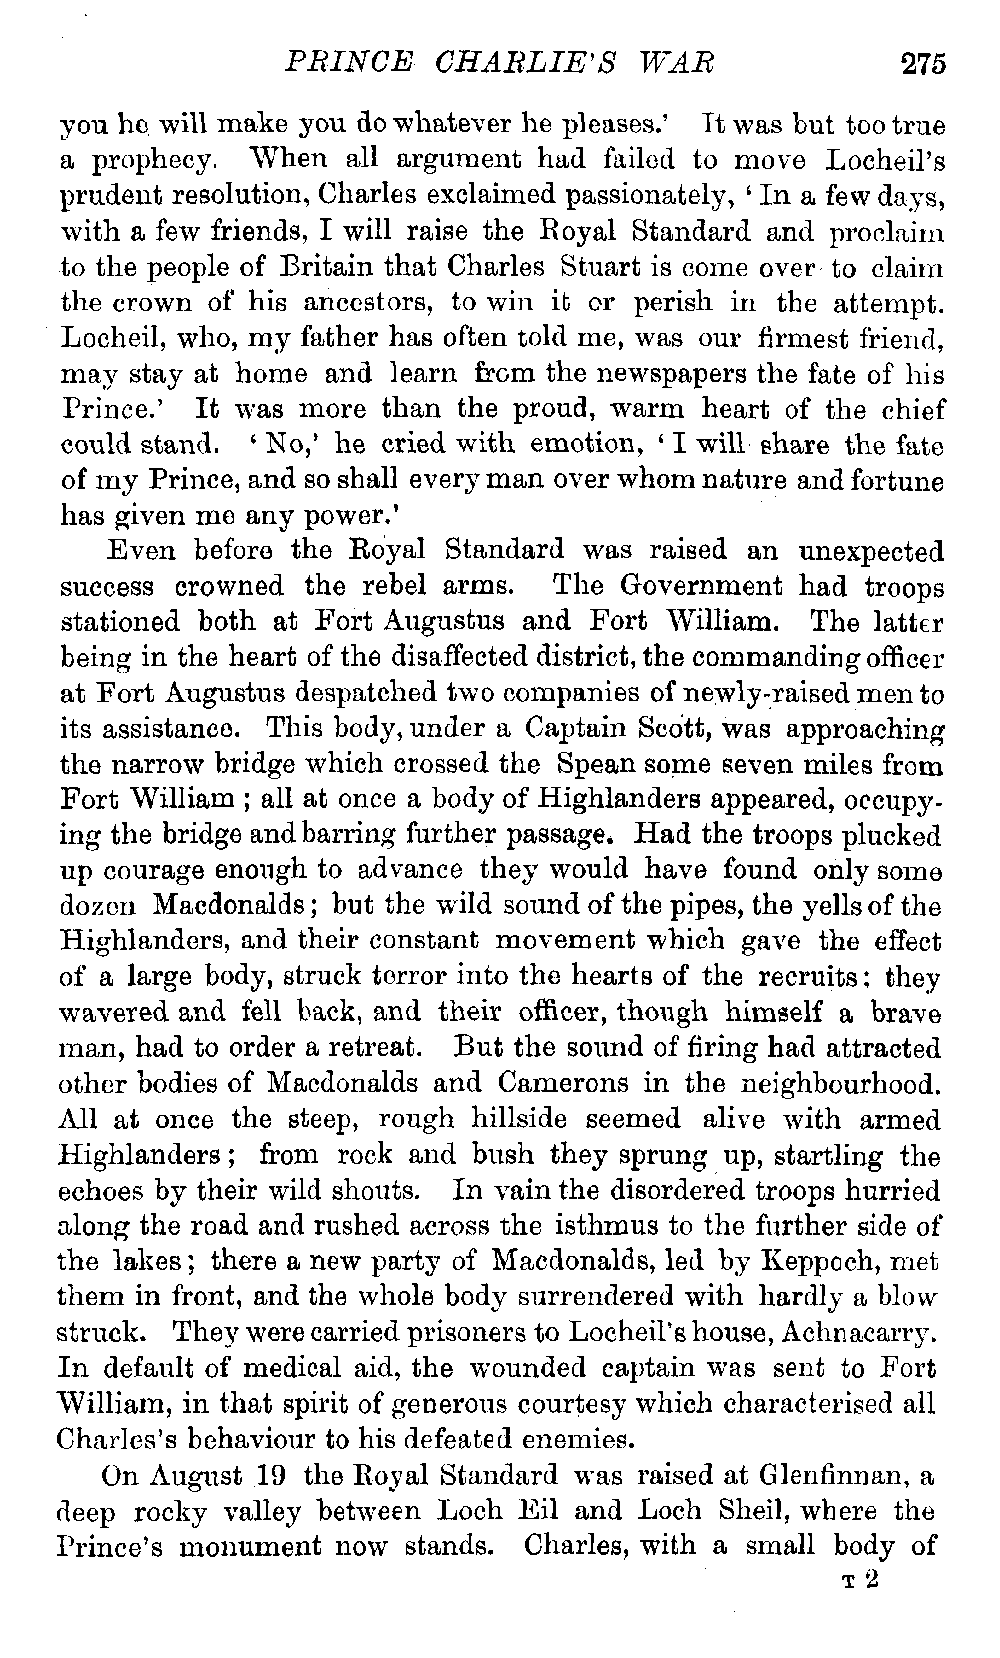 PRINCE CHARLIE'S WAR 275
you he will make you do whatever he pleases.' It was but too true
a prophecy. When all argument had failed to move Locheil's
prudent resolution, Charles exclaimed passionately, ' In a few days,
with a few friends, I will raise the Royal Standard and proclaim
to the people of Britain that Charles Stuart is come over to claim
the crown of his ancestors, to win it or perish in the attempt.
Locheil, who, my father has often told me, was our firmest friend,
may stay at home and learn from the newspapers the fate of his
Prince.' It was more than the proud, warm heart of the chief
could stand. ' No,' he cried with emotion, ' I will share the fate
of my Prince, and so shall every man over whom nature and fortune
has given me any power.'
Even before the Royal Standard was raised an unexpected
success crowned the rebel arms. The Government had troops
stationed both at Fort Augustus and Fort William. The latter
being in the heart of the disaffected district, the commanding officer
at Fort Augustus despatched two companies of newly-raised men to
its assistance. This body, under a Captain Scott, was approaching
the narrow bridge which crossed the Spean some seven miles from
Fort William ; all at once a body of Highlanders appeared, occupy-
ing the bridge and barring further passage. Had the troops plucked
up courage enough to advance they would have found only some
dozen Macdonalds ; but the wild sound of the pipes, the yells of the
Highlanders, and their constant movement which gave the effect
of a large body, struck terror into the hearts of the recruits : they
wavered and fell back, and their officer, though himself a brave
man, had to order a retreat. But the sound of firing had attracted
other bodies of Macdonalds and Camerons in the neighbourhood.
All at once the steep, rough hillside seemed alive with armed
Highlanders ; from rock and bush they sprung up, startling the
echoes by their wild shouts. In vain the disordered troops hurried
along the road and rushed across the isthmus to the further side of
the lakes ; there a new party of Macdonalds, led by Keppoch, met
them in front, and the whole body surrendered with hardly a blow
struck. They were carried prisoners to Locheil's house, Achnacarry.
In default of medical aid, the wounded captain was sent to Fort
William, in that spirit of generous courtesy which characterised all
Charles's behaviour to his defeated enemies.
On August 19 the Royal Standard was raised at Glenfinnan, a
deep rocky valley between Loch Eil and Loch Sheil, where the
Prince's monument now stands. Charles, with a small body of
T 2